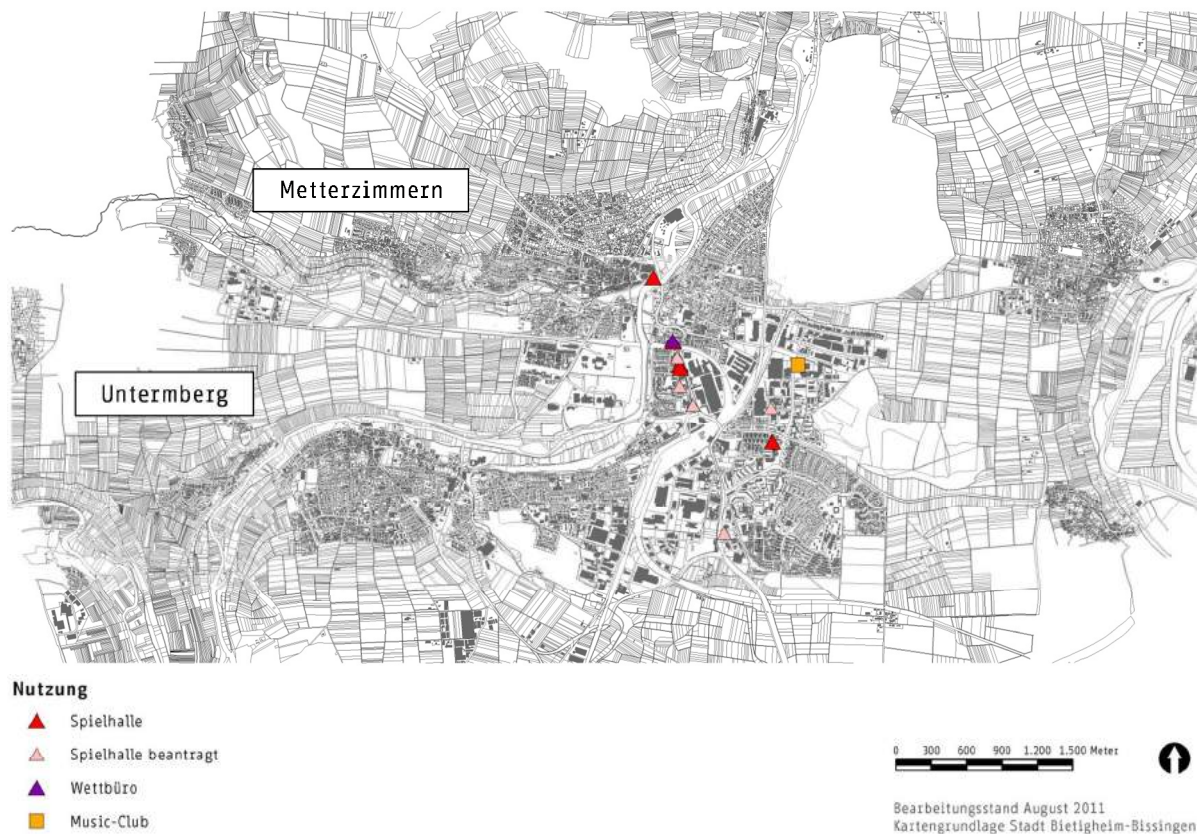 Metterzimmern
Untermberg
Nutzung
Spielhalle
Spielhalle beantragt
Wettbüro
Music-Club
0 300 600 900 1.200 1.500 Meter
Bearbeitungsstand August 2011
Kartengrundlage Stadt Bietigheim-Bissingen